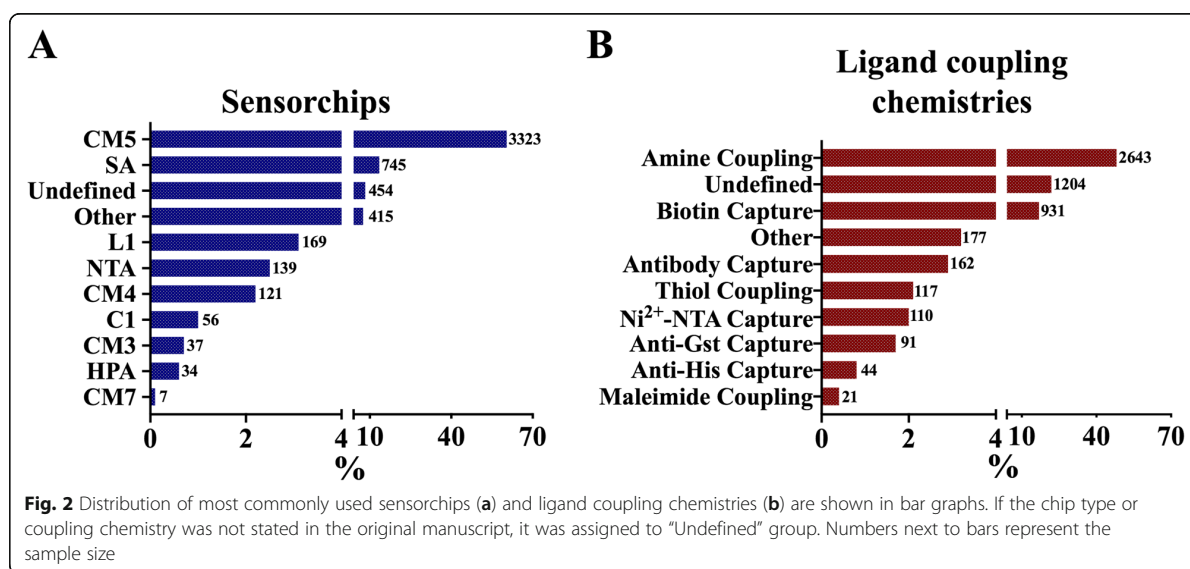 A
Sensorchips
CM5 3323
SA 745
Undefined 454
Other 415
L1 169
NTA 139
CM4 121
C1 56
CM3 37
HPA 34
CM7 7
0 2 4 10 40 70
%
B
Ligand coupling
chemistries
Amine Coupling 2643
Undefined 1204
Biotin Capture 931
Other 177
Antibody Capture 162
Thiol Coupling 117
Ni²⁺-NTA Capture 110
Anti-Gst Capture 91
Anti-His Capture 44
Maleimide Coupling 21
0 2 4 10 40 70
%
Fig. 2 Distribution of most commonly used sensorchips (a) and ligand coupling chemistries (b) are shown in bar graphs. If the chip type or
coupling chemistry was not stated in the original manuscript, it was assigned to “Undefined” group. Numbers next to bars represent the
sample size